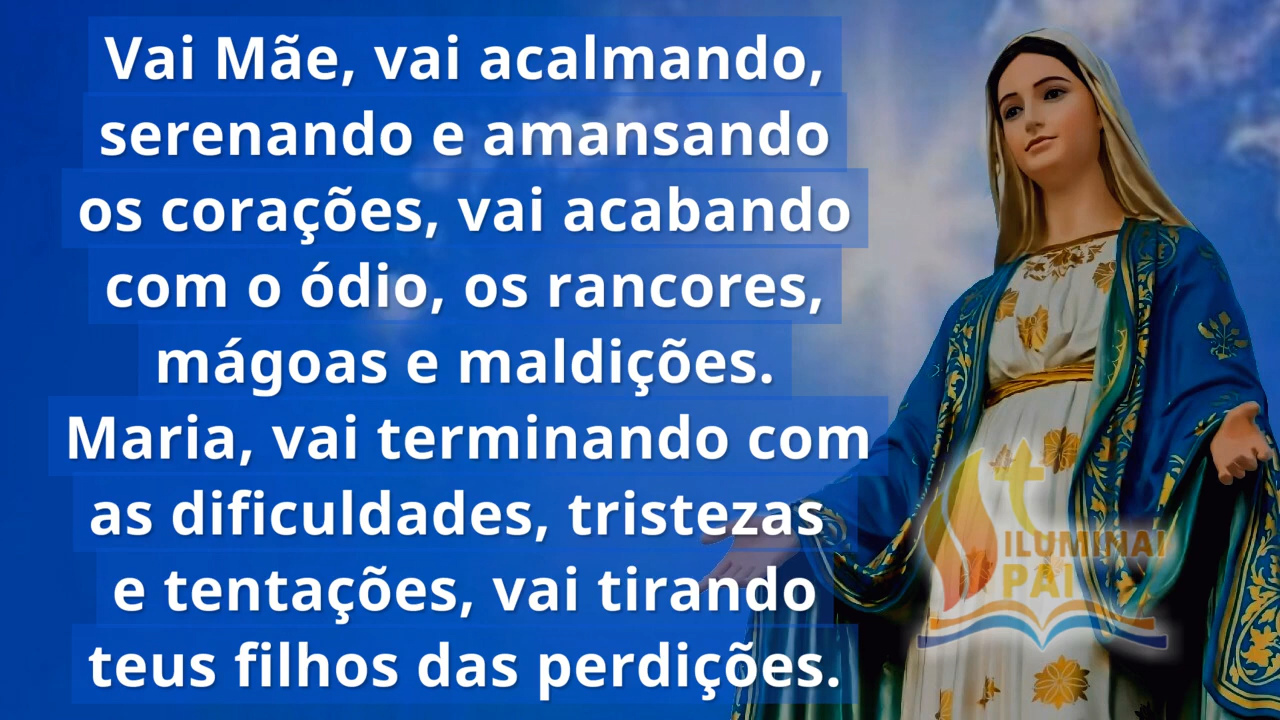 Vai Mãe, vai acalmando,
serenando e amansando
os corações, vai acabando
com o ódio, os rancores,
mágoas e maldições.
Maria, vai terminando com
as dificuldades, tristezas
e tentações, vai tirando
teus filhos das perdições.
ILUMINAI
PAI